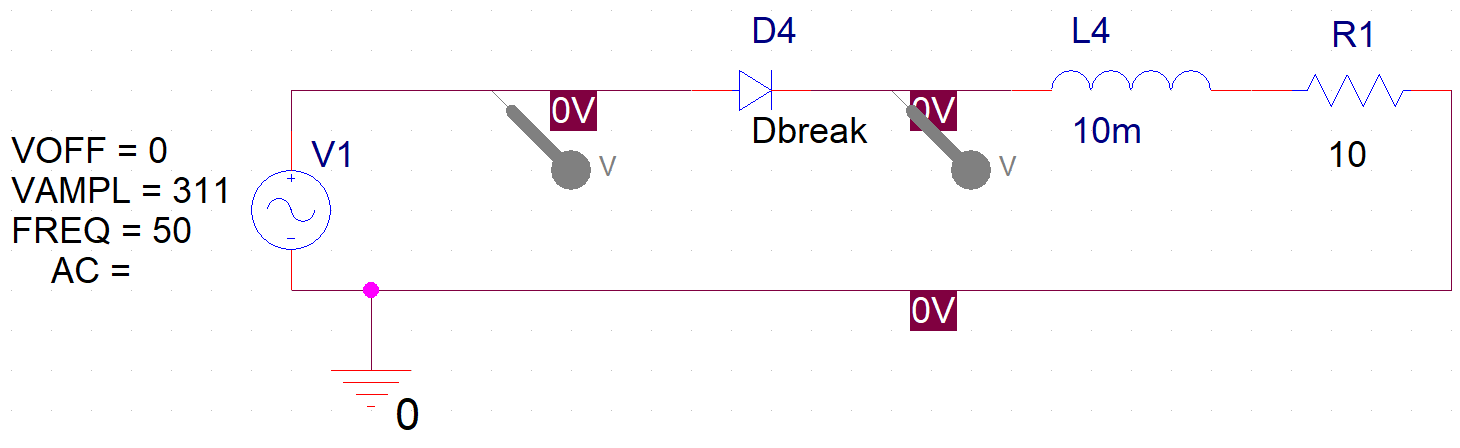 D4
L4
R1
0V
0V
Dbreak
10m
10
VOFF = 0
V1
VAMPL = 311
FREQ = 50
AC =
V
V
+
-
0V
0